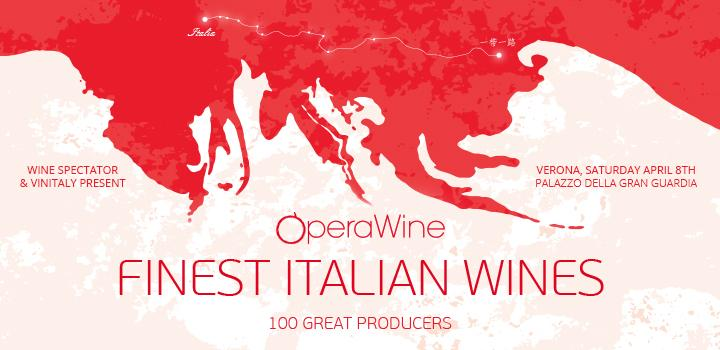 Italia
一带一路
WINE SPECTATOR
& VINITALY PRESENT
VERONA, SATURDAY APRIL 8TH
PALAZZO DELLA GRAN GUARDIA
OperaWine
FINEST ITALIAN WINES
100 GREAT PRODUCERS